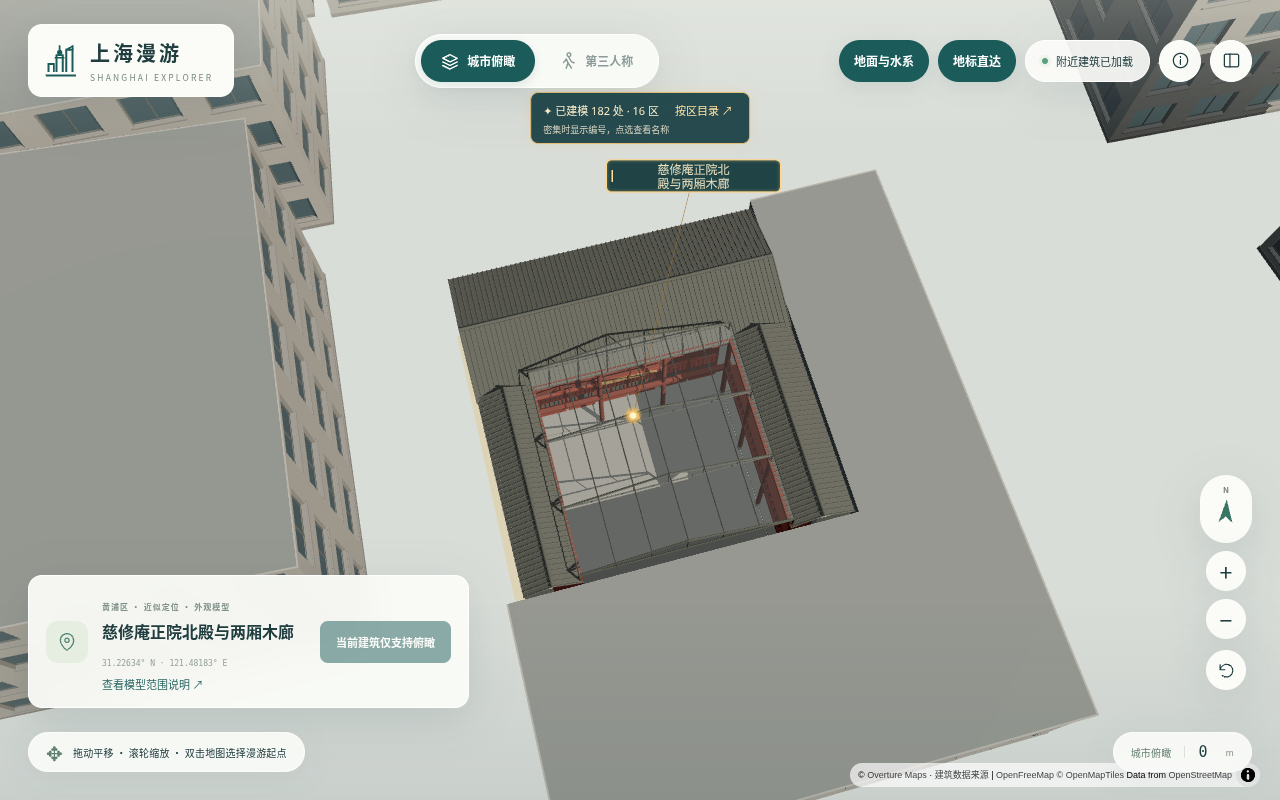 上海漫游
SHANGHAI EXPLORER
城市俯瞰
第三人称
地面与水系
地标直达
附近建筑已加载
✦ 已建模 182 处 · 16 区 按区目录 ↗
密集时显示编号，点选查看名称
慈修庵正院北
殿与两厢木廊
黄浦区 · 近似定位 · 外观模型
慈修庵正院北殿与两厢木廊
31.22634° N · 121.48183° E
查看模型范围说明 ↗
当前建筑仅支持俯瞰
拖动平移 · 滚轮缩放 · 双击地图选择漫游起点
N
+
−
城市俯瞰 0 m
© Overture Maps · 建筑数据来源 | OpenFreeMap © OpenMapTiles Data from OpenStreetMap